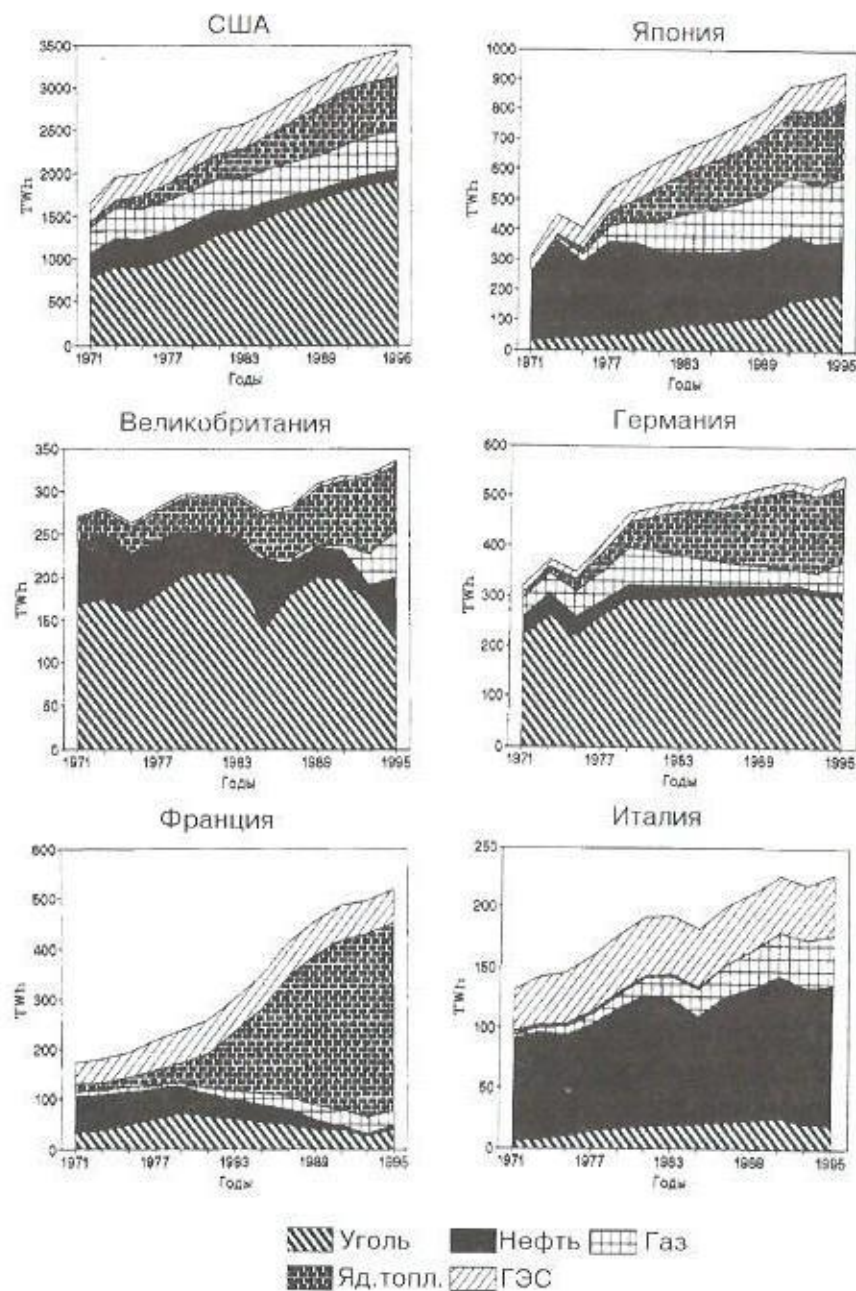 США
3500
3000
2500
2000
1500
1000
500
0
TWh
1971 1977 1983 1989 1996
Годы
Япония
1000
900
800
700
600
500
400
300
200
100
0
TWh
1971 1977 1983 1989 1995
Годы
Великобритания
350
300
250
200
150
100
50
0
TWh
1971 1977 1983 1989 1995
Годы
Германия
600
500
400
300
200
100
0
TWh
1971 1977 1983 1989 1995
Годы
Франция
600
500
400
300
200
100
0
TWh
1971 1977 1993 1989 1995
Годы
Италия
250
200
150
100
50
0
TWh
1971 1977 1983 1989 1995
Годы
Уголь Нефть Газ
Яд.топл. ГЭС